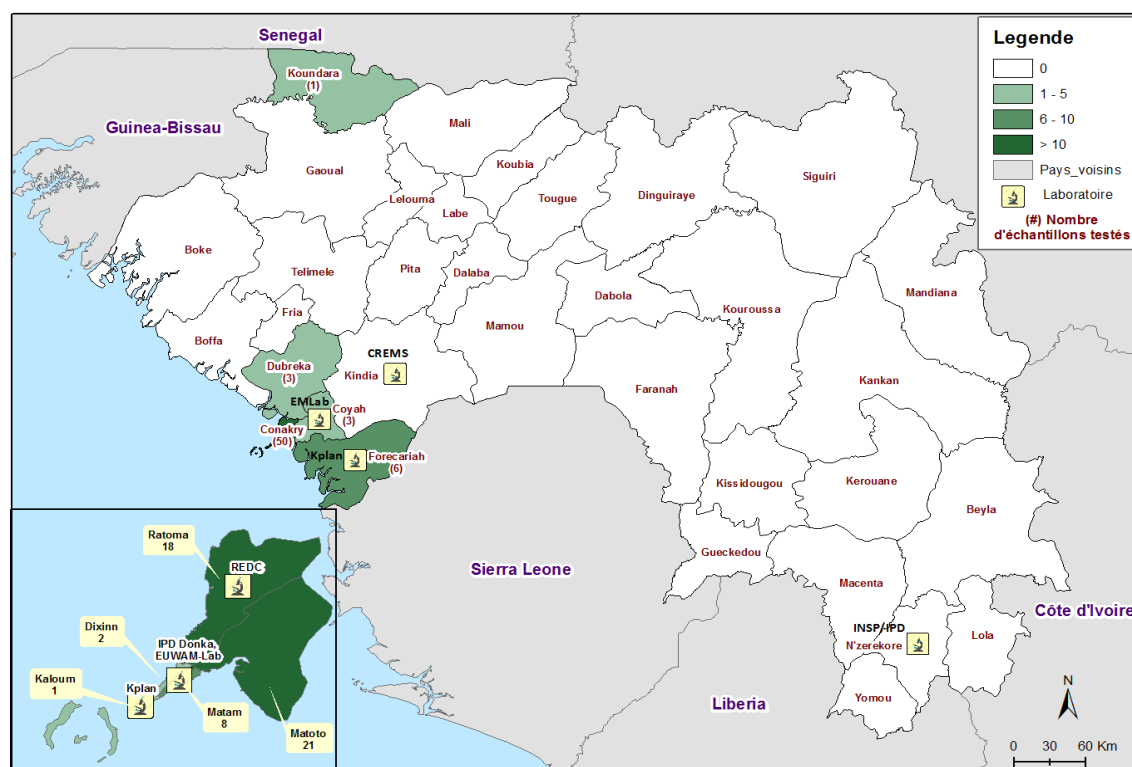 Senegal
Koundara
(1)
Guinea-Bissau
Mali
Koubia
Gaoual
Lelouma
Labe
Tougue
Dinguiraye
Siguiri
Boke
Telimele
Pita
Dalaba
Dabola
Kouroussa
Mandiana
Fria
Boffa
Mamou
Dubreka
(3)
CREMS
Kindia
Faranah
Kankan
EMLab
Coyah
(3)
Conakry
(50)
Kplan
Forecariah
(6)
Kissidougou
Kerouane
Beyla
Gueckedou
Sierra Leone
Macenta
Côte d'Ivoire
INSP/IPD
N'zerekore
Lola
Yomou
Liberia
Legende
0
1 - 5
6 - 10
> 10
Pays_voisins
Laboratoire
(#) Nombre
d'échantillons testés
Ratoma
18
REDC
Dixinn
2
IPD Donka,
EUWAM-Lab
Kaloum
1
Kplan
Matam
8
Matoto
21
N
0 30 60 Km